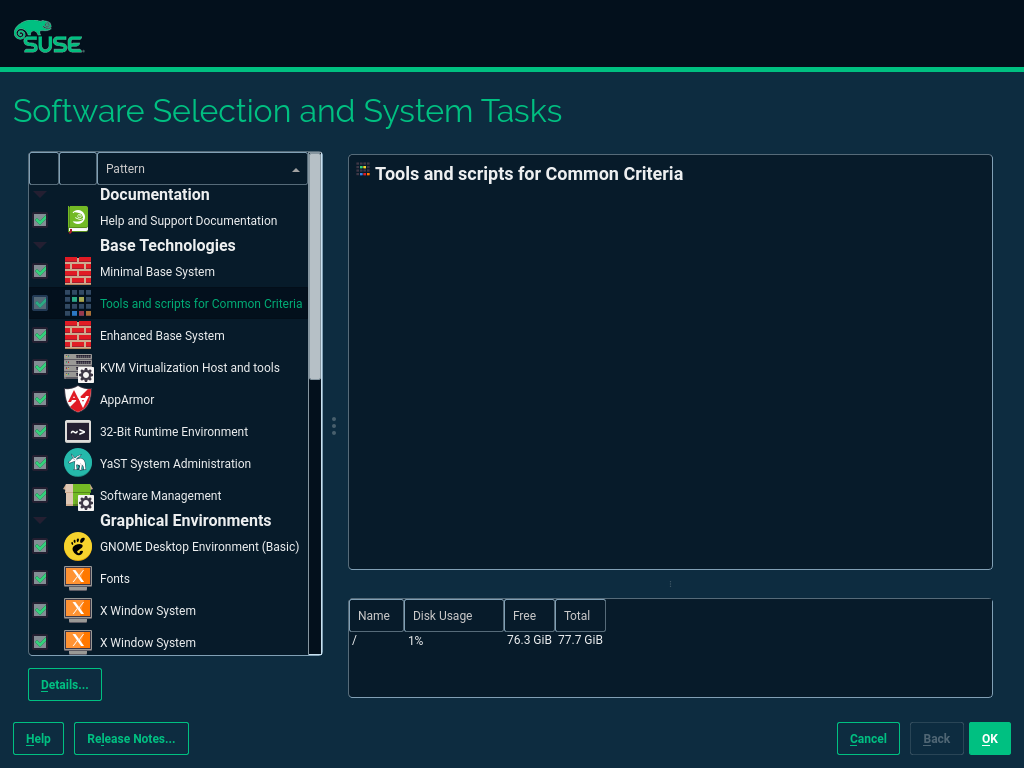 SUSE
Software Selection and System Tasks
Pattern
Documentation
Help and Support Documentation
Base Technologies
Minimal Base System
Tools and scripts for Common Criteria
Enhanced Base System
KVM Virtualization Host and tools
AppArmor
32-Bit Runtime Environment
~>
YaST System Administration
Software Management
Graphical Environments
GNOME Desktop Environment (Basic)
Fonts
X
X Window System
X
X Window System
X
Details...
Tools and scripts for Common Criteria
Name Disk Usage Free Total
/ 1% 76.3 GiB 77.7 GiB
Help Release Notes... Cancel Back OK